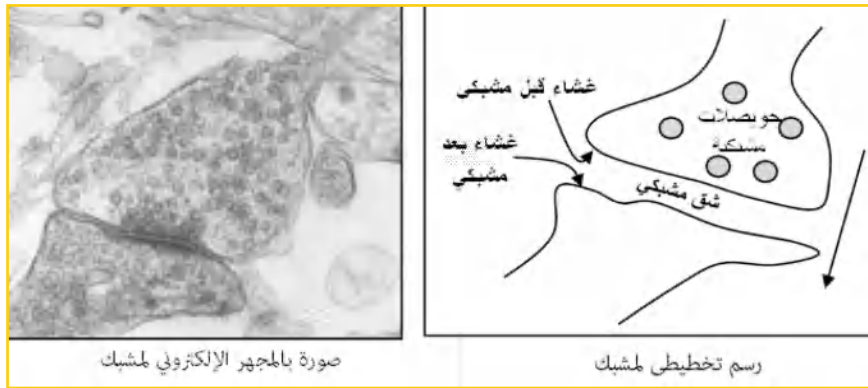 غشاء قبل مشبكي
حويصلات
مشبكية
غشاء بعد
مشبكي
شق مشبكي
صورة بالمجهر الإلكتروني لمشبك
رسم تخطيطي لمشبك